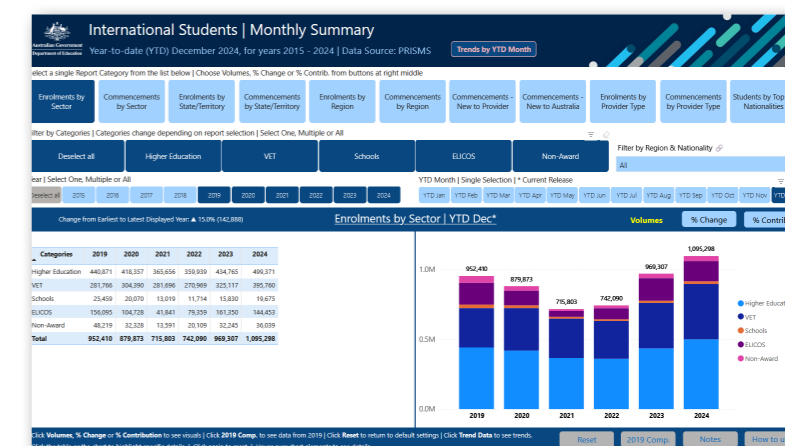 International Students | Monthly Summary
Australian Government
Department of Education
Year-to-date (YTD) December 2024, for years 2015 - 2024 | Data Source: PRISMS
Trends by YTD Month
elect a single Report Category from the list below | Choose Volumes, % Change or % Contrib. from buttons at right middle
Enrolments by Sector
Commencements by Sector
Enrolments by State/Territory
Commencements by State/Territory
Enrolments by Region
Commencements by Region
Commencements - New to Provider
Commencements - New to Australia
Enrolments by Provider Type
Commencements by Provider Type
Students by Top Nationalities
ilter by Categories | Categories change depending on report selection | Select One, Multiple or All
Deselect all
Higher Education
VET
Schools
ELICOS
Non-Award
Filter by Region & Nationality
All
ear | Select One, Multiple or All
YTD Month | Single Selection | * Current Release
Deselect all 2015 2016 2017 2018 2019 2020 2021 2022 2023 2024
YTD Jan YTD Feb YTD Mar YTD Apr YTD May YTD Jun YTD Jul YTD Aug YTD Sep YTD Oct YTD Nov YTD
Change from Earliest to Latest Displayed Year: ▲ 15.0% (142,888)
Enrolments by Sector | YTD Dec*
Volumes
% Change
% Contrib
Categories 2019 2020 2021 2022 2023 2024
Higher Education 440,871 418,357 365,656 359,939 434,765 499,371
VET 281,766 304,390 281,696 270,969 325,117 395,760
Schools 25,459 20,070 13,019 11,714 15,830 19,675
ELICOS 156,095 104,728 41,841 79,359 161,350 144,453
Non-Award 48,219 32,328 13,591 20,109 32,245 36,039
Total 952,410 879,873 715,803 742,090 969,307 1,095,298
1.0M
0.5M
0.0M
952,410
879,873
715,803
742,090
969,307
1,095,298
2019 2020 2021 2022 2023 2024
Higher Educat
VET
Schools
ELICOS
Non-Award
Click Volumes, % Change or % Contribution to see visuals | Click 2019 Comp. to see data from 2019 | Click Reset to return to default settings | Click Trend Data to see trends.
Reset
2019 Comp.
Notes
How to u